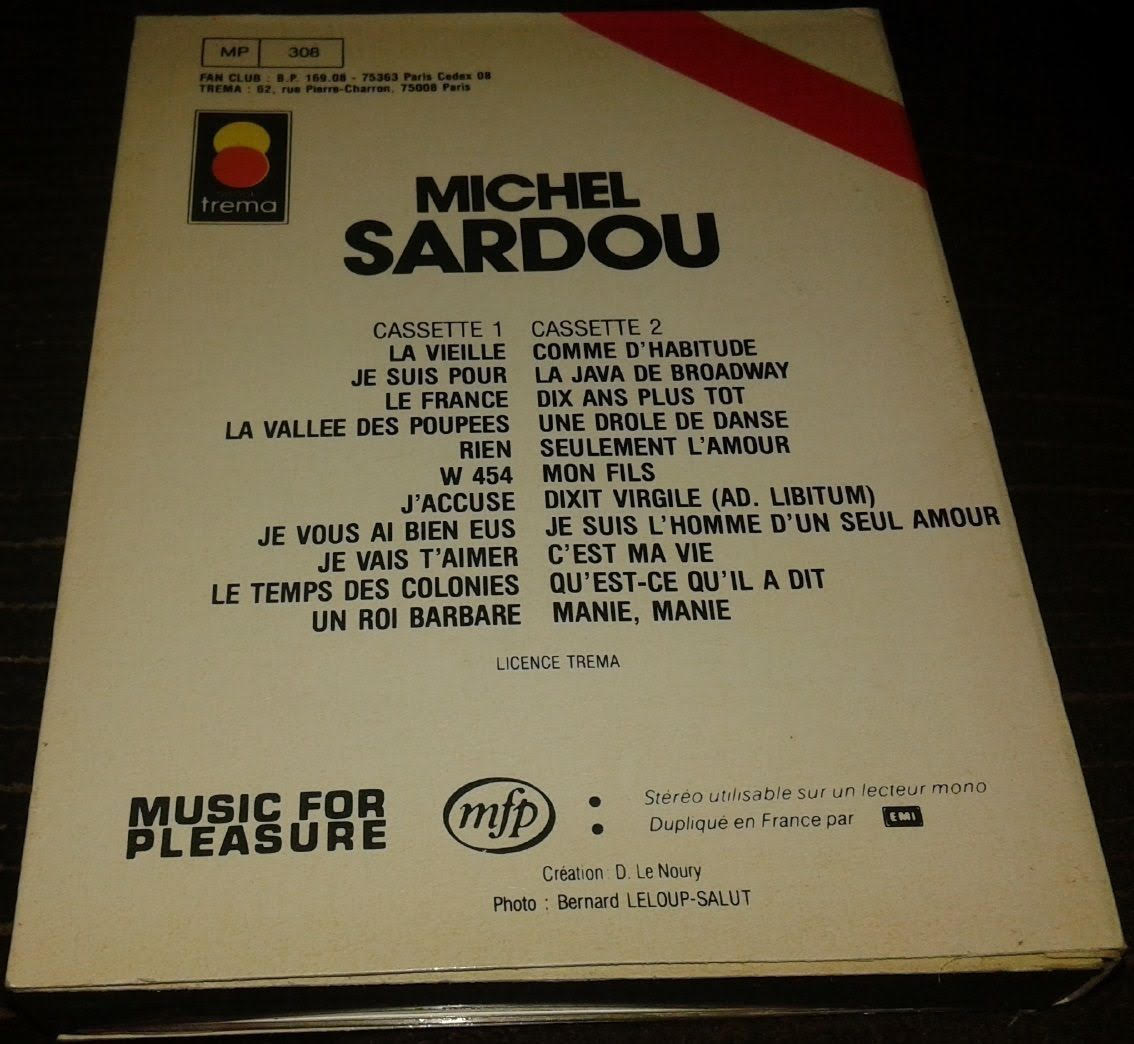 MP 308
FAN CLUB : B.P. 169.08 - 75363 Paris Cedex 08
TREMA : 62, rue Pierre-Charron, 75008 Paris
trema
MICHEL
SARDOU
CASSETTE 1
LA VIEILLE
JE SUIS POUR
LE FRANCE
LA VALLEE DES POUPEES
RIEN
W 454
J'ACCUSE
JE VOUS AI BIEN EUS
JE VAIS T'AIMER
LE TEMPS DES COLONIES
UN ROI BARBARE
CASSETTE 2
COMME D'HABITUDE
LA JAVA DE BROADWAY
DIX ANS PLUS TOT
UNE DROLE DE DANSE
SEULEMENT L'AMOUR
MON FILS
DIXIT VIRGILE (AD. LIBITUM)
JE SUIS L'HOMME D'UN SEUL AMOUR
C'EST MA VIE
QU'EST-CE QU'IL A DIT
MANIE, MANIE
LICENCE TREMA
MUSIC FOR
PLEASURE
mfp
Stéréo utilisable sur un lecteur mono
Dupliqué en France par EMI
Création : D. Le Noury
Photo : Bernard LELOUP-SALUT